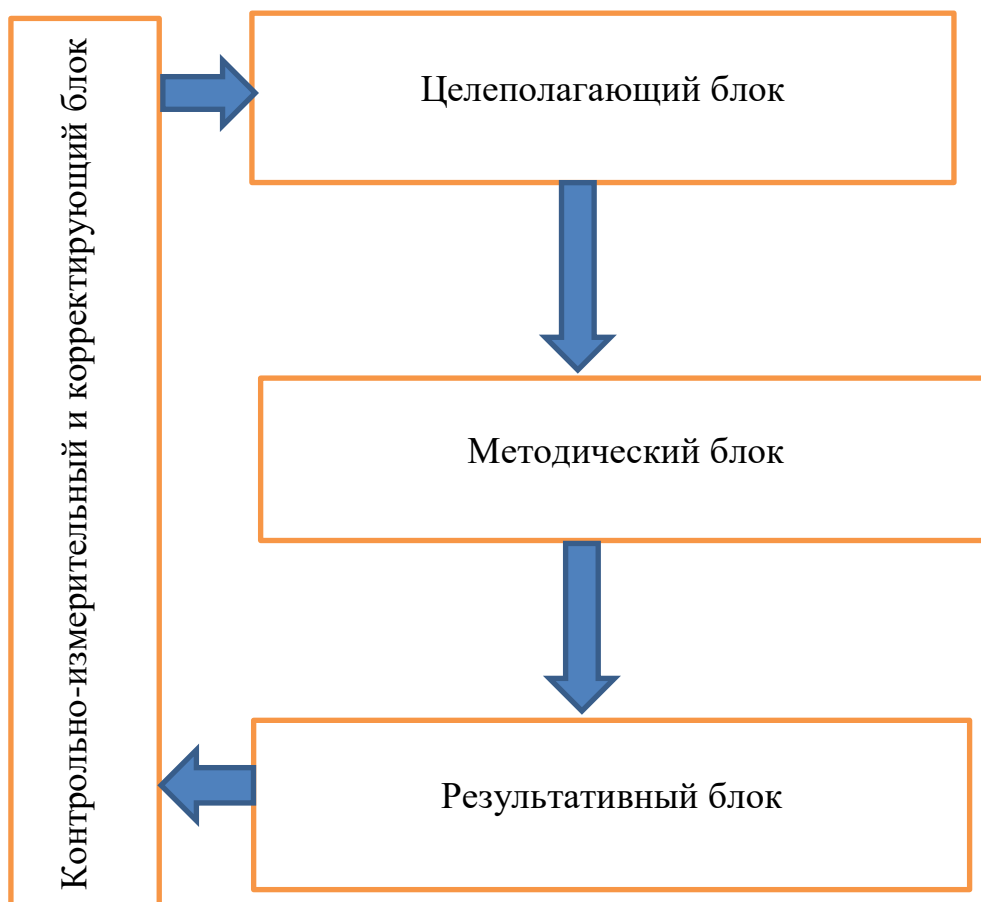 Контрольно-измерительный и корректирующий блок
Целеполагающий блок
Методический блок
Результативный блок